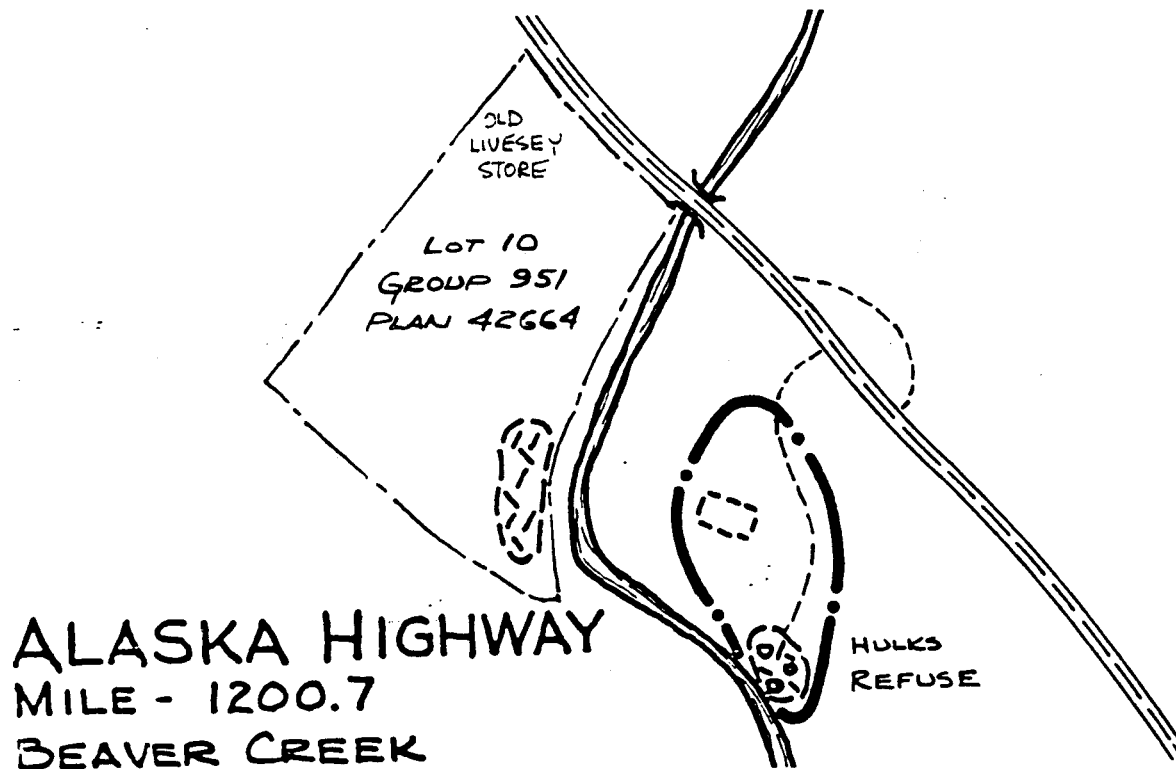 OLD
LIVESEY
STORE
LOT 10
GROUP 951
PLAN 42664
HULKS
REFUSE
ALASKA HIGHWAY
MILE - 1200.7
BEAVER CREEK